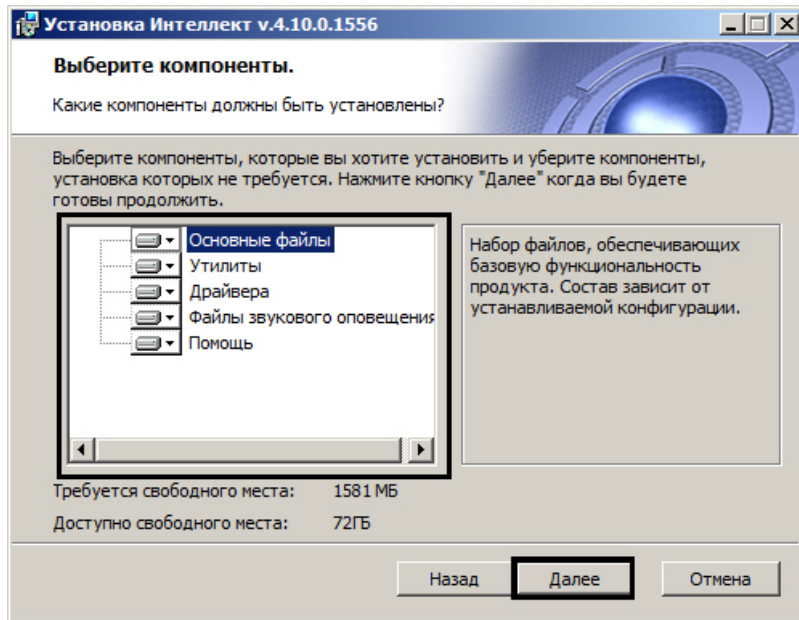 Установка Интеллект v.4.10.0.1556
Выберите компоненты.
Какие компоненты должны быть установлены?
Выберите компоненты, которые вы хотите установить и уберите компоненты,
установка которых не требуется. Нажмите кнопку "Далее" когда вы будете
готовы продолжить.
Основные файлы
Утилиты
Драйвера
Файлы звукового оповещения
Помощь
Набор файлов, обеспечивающих
базовую функциональность
продукта. Состав зависит от
устанавливаемой конфигурации.
Требуется свободного места: 1581 МБ
Доступно свободного места: 72ГБ
Назад Далее Отмена